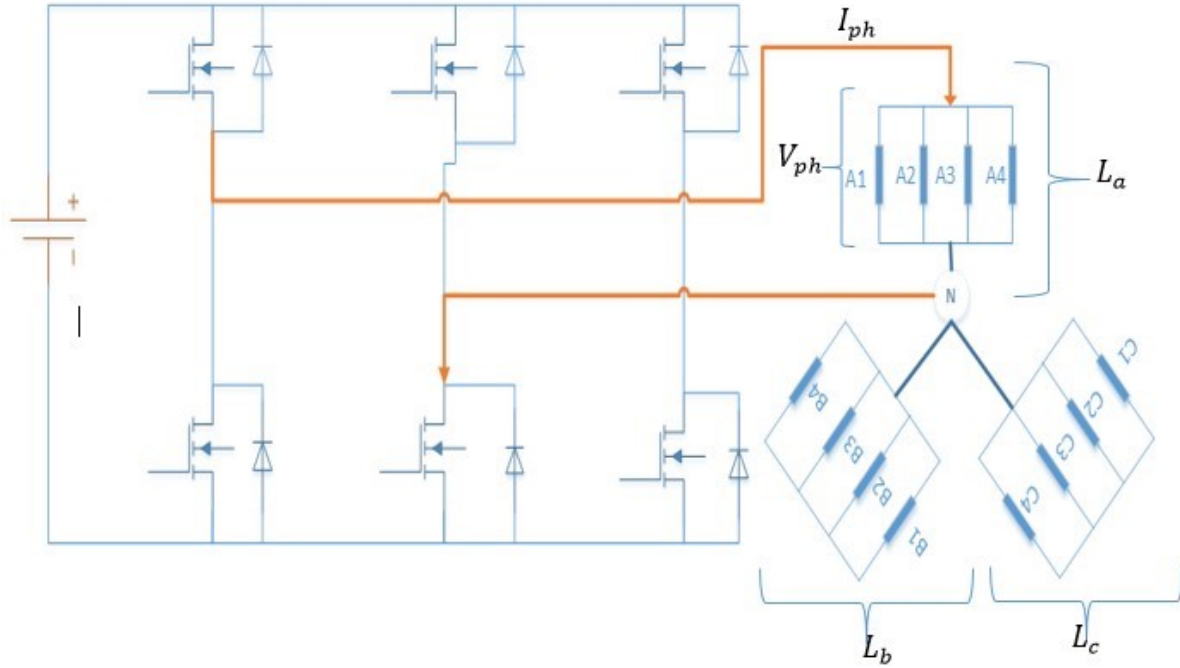 I_ph
V_ph
A1 A2 A3 A4
L_a
+
N
B4
B3
B2
B1
C1
C2
C3
C4
L_b
L_c